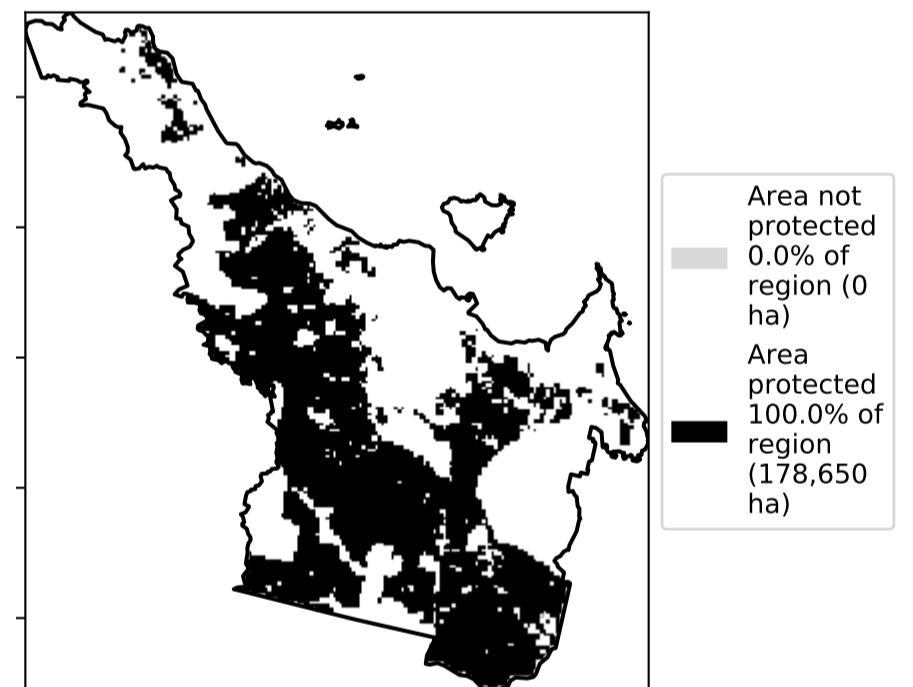 Area not
protected
0.0% of
region (0
ha)
Area
protected
100.0% of
region
(178,650
ha)